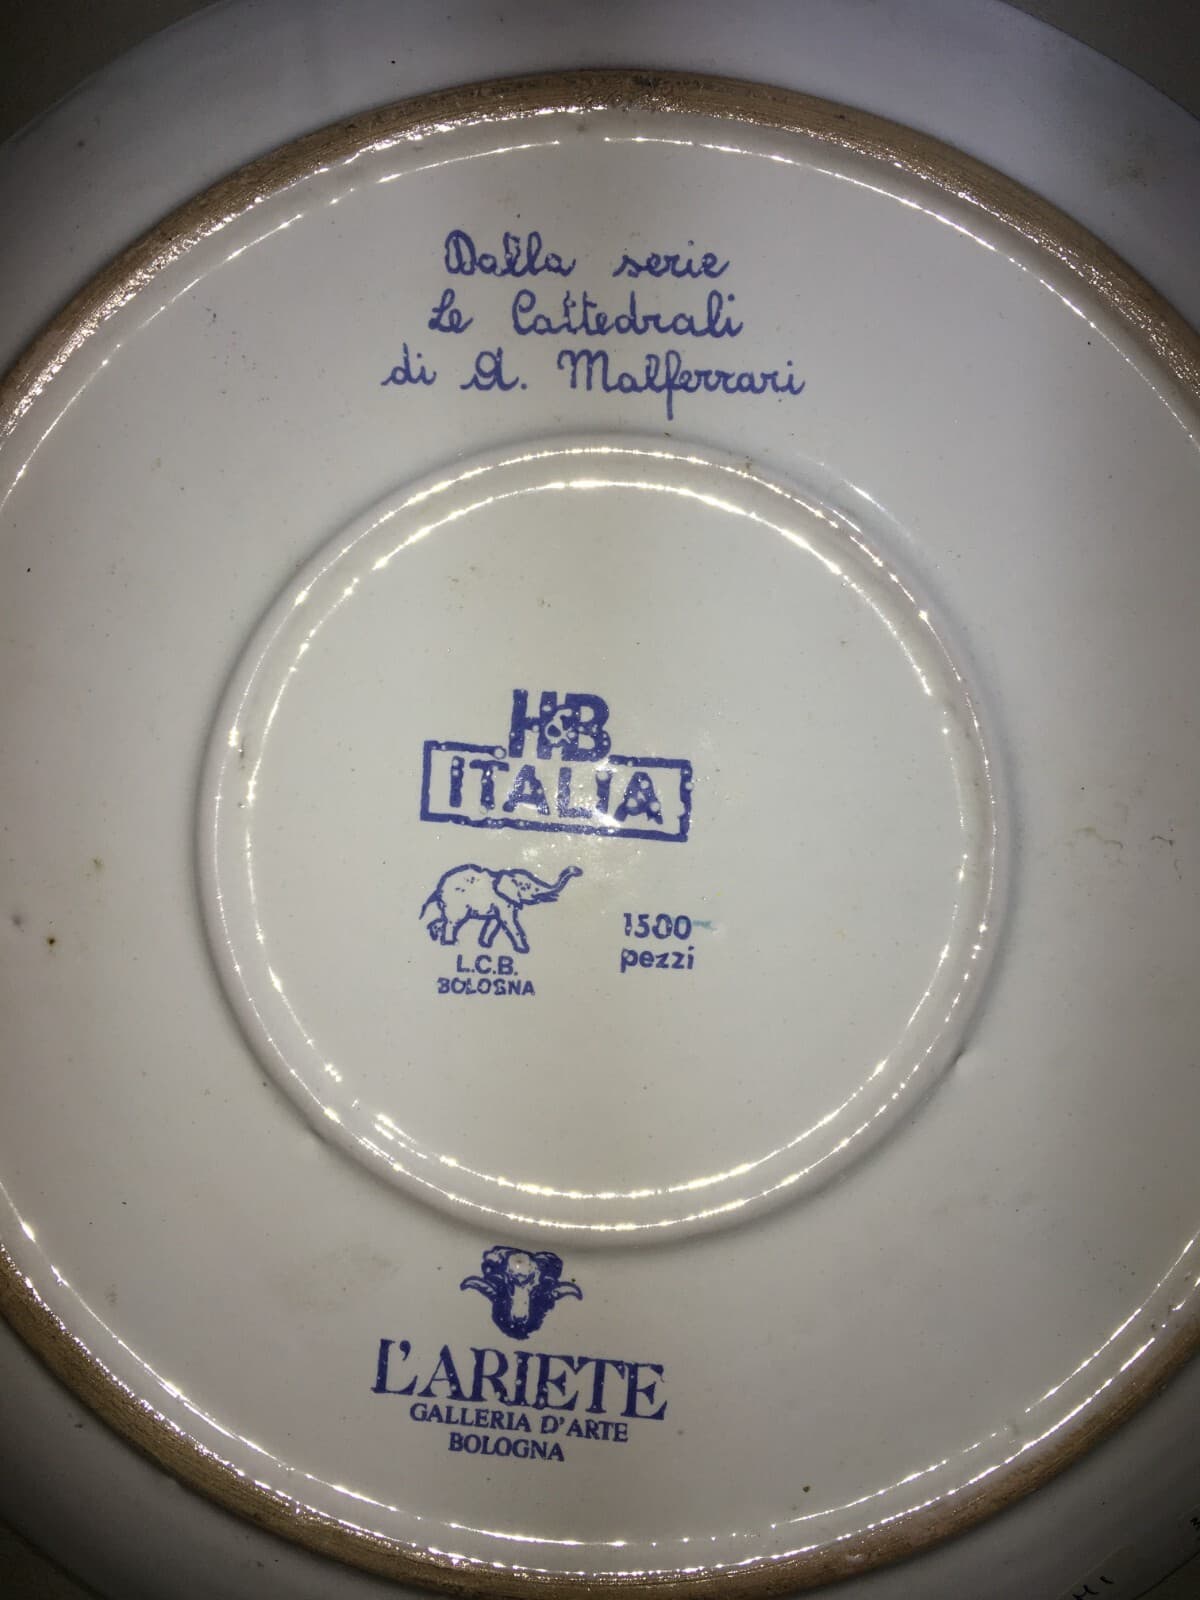 Dalla serie
Le Cattedrali
di A. Malferrari
H&B
ITALIA
L.C.B.
BOLOGNA
1500
pezzi
L'ARIETE
GALLERIA D'ARTE
BOLOGNA